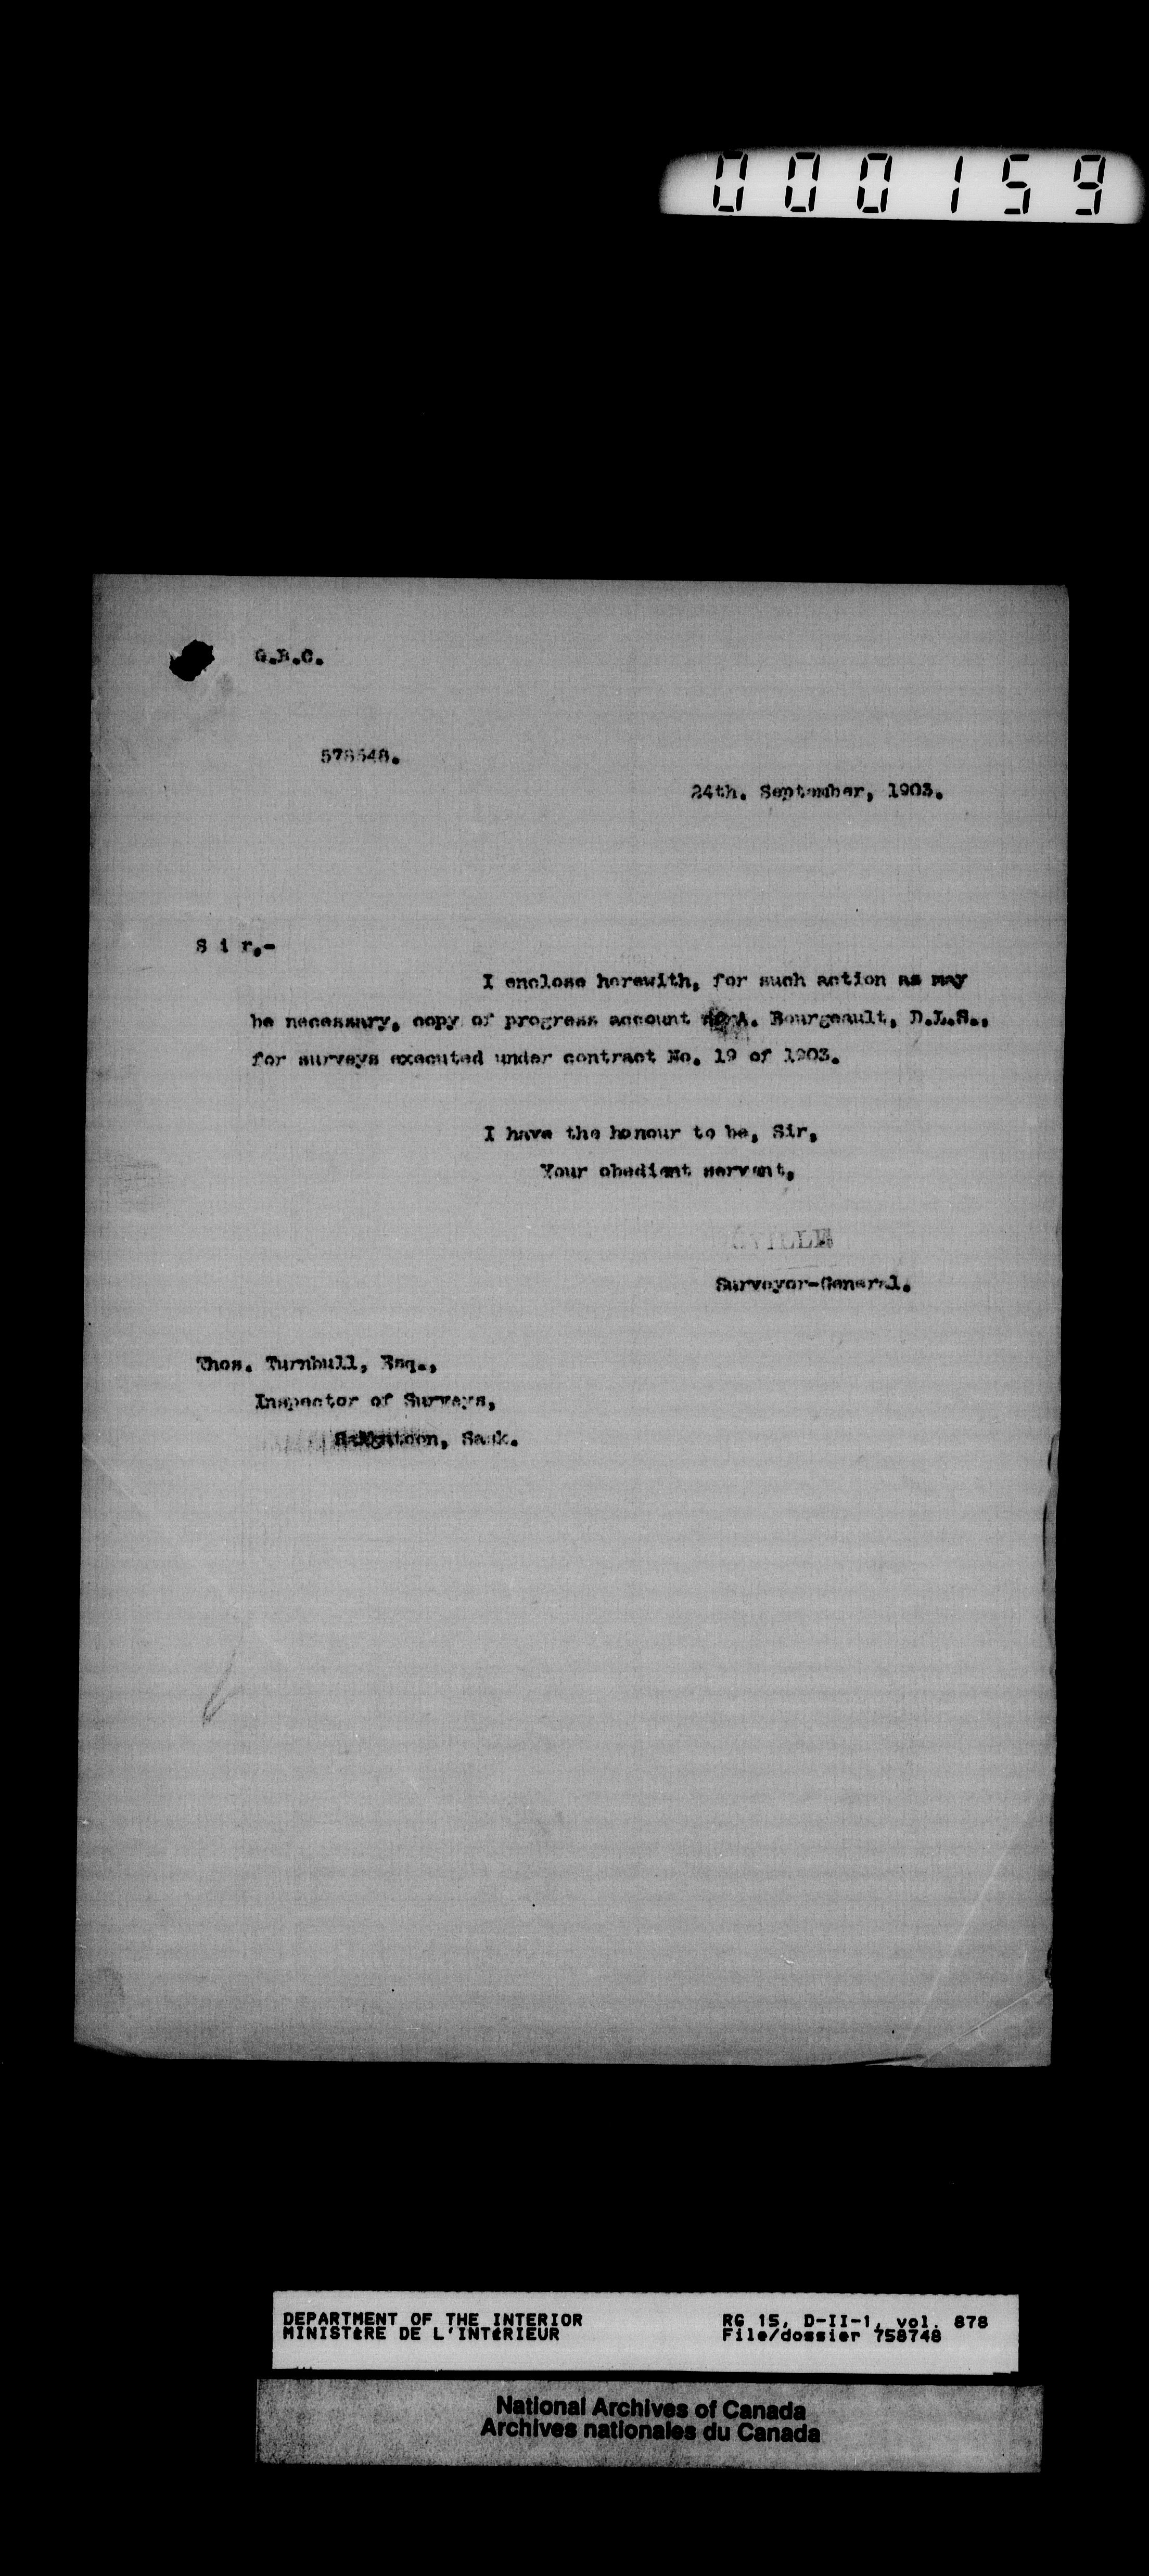 000159
G.B.C.
578548.
24th. September, 1903.
S i r,-
I enclose herewith, for such action as may
be necessary, copy of progress account A. Bourgeault, D.L.S.,
for surveys executed under contract No. 19 of 1903.
I have the honour to be, Sir,
Your obedient servant,
Surveyor-General.
Thos. Turnbull, Esq.,
Inspector of Surveys,
Saskatoon, Sask.
DEPARTMENT OF THE INTERIOR
MINISTÈRE DE L'INTÉRIEUR
RG 15, D-II-1, vol. 878
File/dossier 758748
National Archives of Canada
Archives nationales du Canada